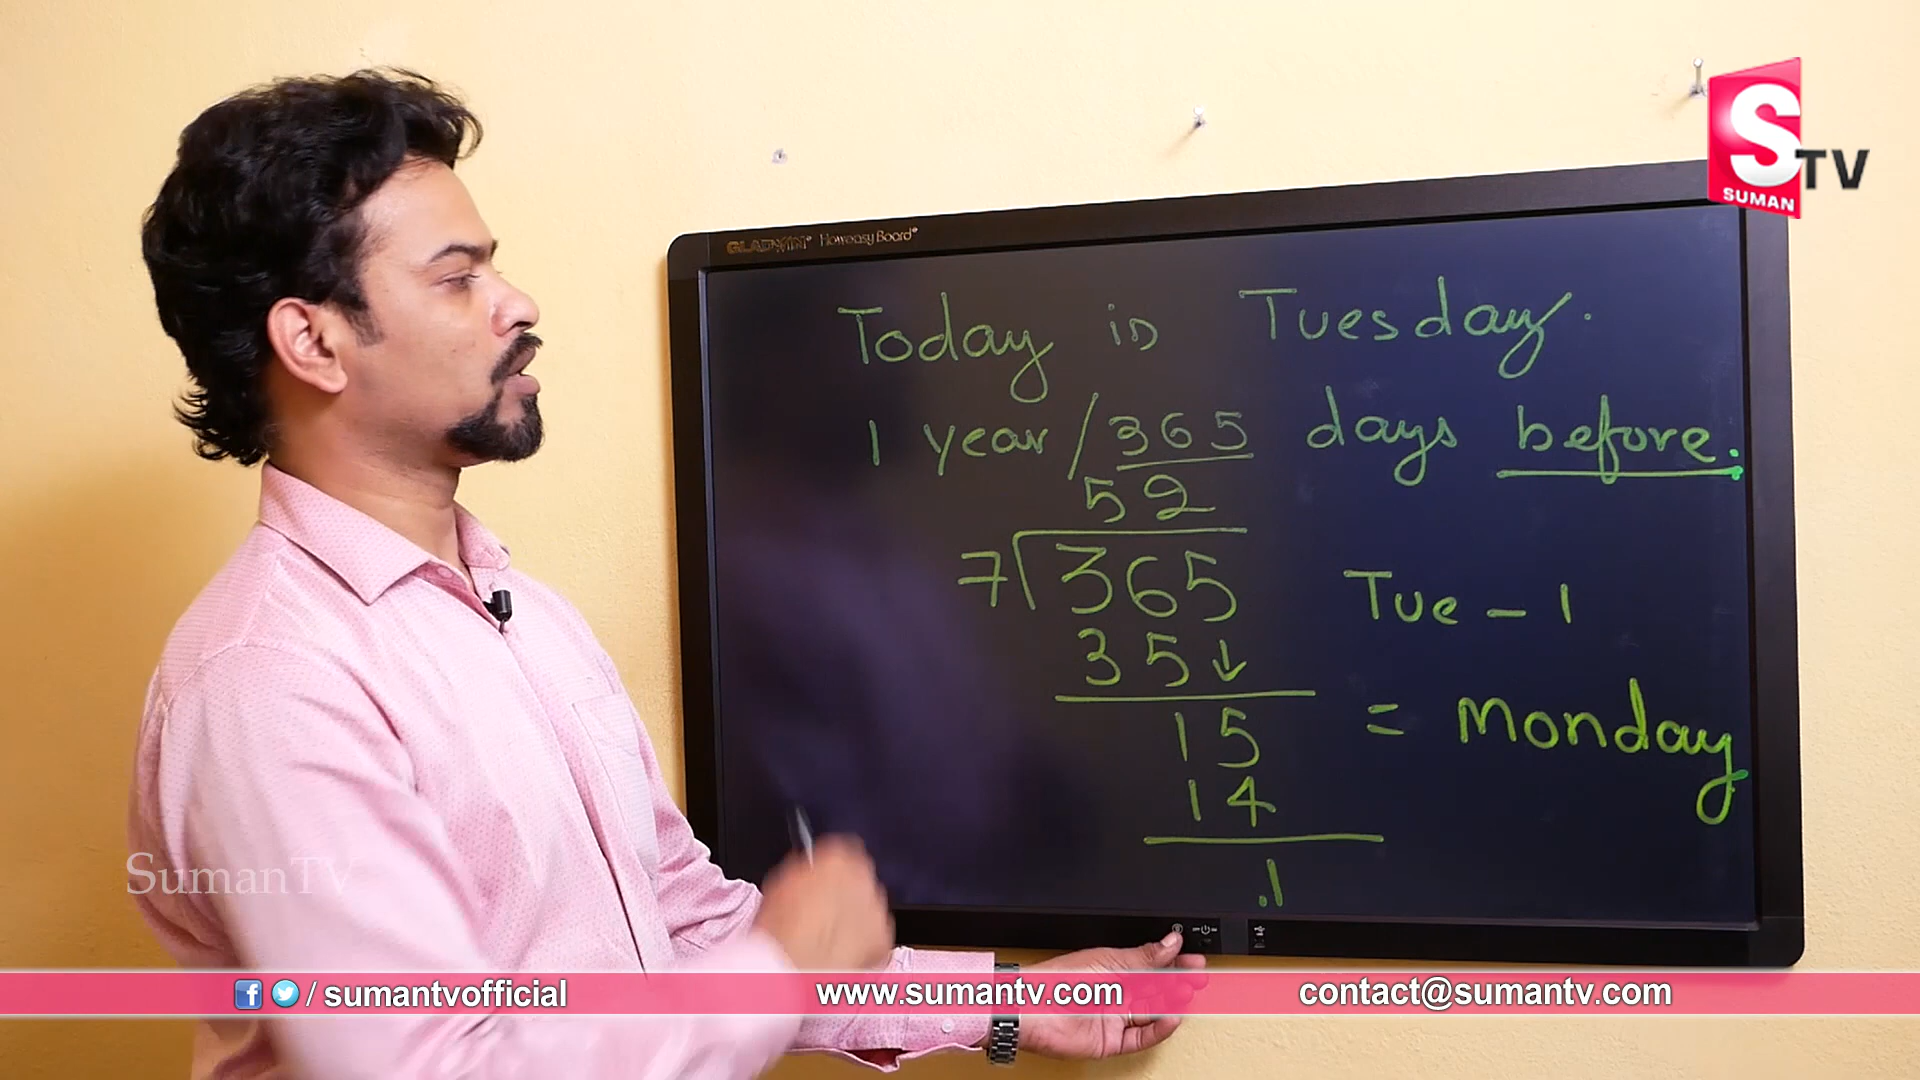 S
TV
SUMAN
GLADWIN Howeasy Board
Today is Tuesday.
1 year / 365 days before.
52
7 365
35↓
15
14
.1
Tue - 1
= monday
SumanTV
/ sumantvofficial
www.sumantv.com
contact@sumantv.com